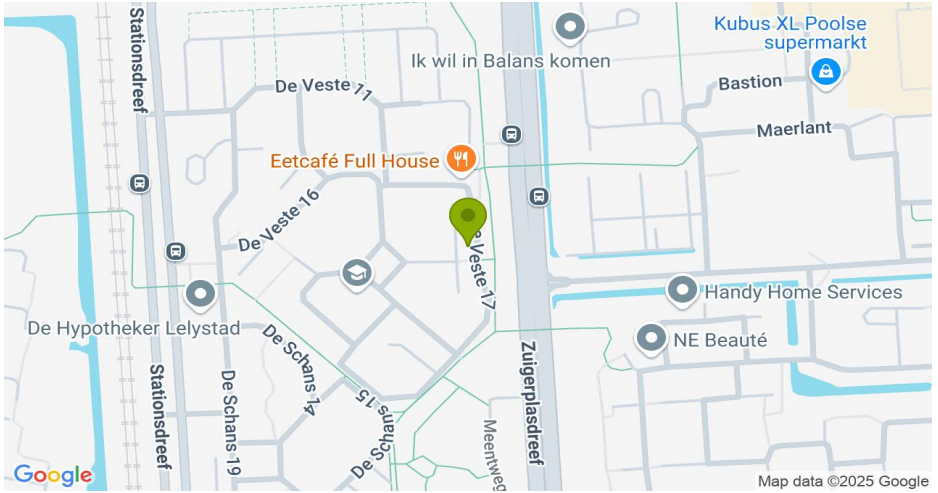 Stationsdreef
Kubus XL Poolse
supermarkt
Ik wil in Balans komen
De Veste 11
Bastion
Maerlant
Eetcafé Full House
De Veste 16
De Veste 17
De Hypotheker Lelystad
Handy Home Services
NE Beauté
De Schans 14
De Schans 15
Stationsdreef
De Schans 19
Zuigerplasdreef
Meentweg
Google
Map data ©2025 Google